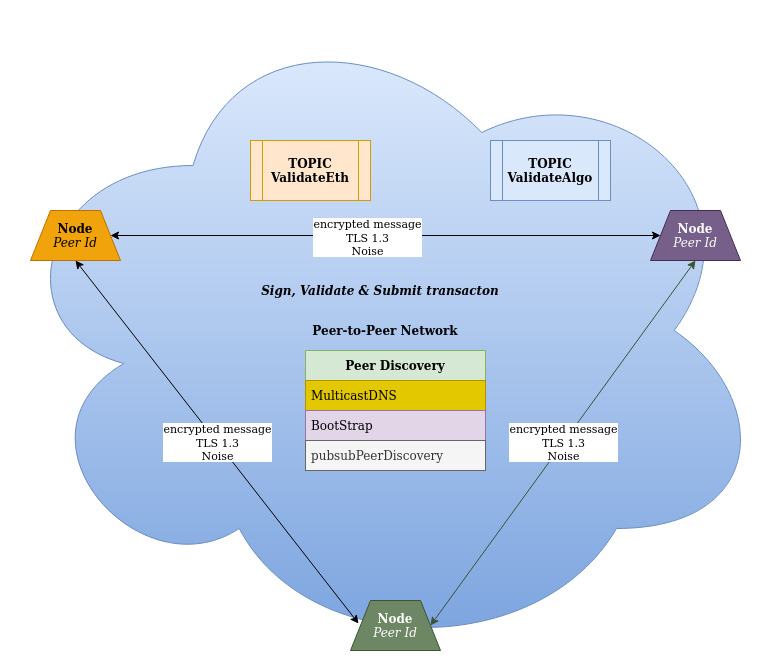 TOPIC
ValidateEth
TOPIC
ValidateAlgo
Node
Peer Id
encrypted message
TLS 1.3
Noise
Node
Peer Id
Sign, Validate & Submit transacton
Peer-to-Peer Network
Peer Discovery
MulticastDNS
BootStrap
pubsubPeerDiscovery
encrypted message
TLS 1.3
Noise
encrypted message
TLS 1.3
Noise
Node
Peer Id